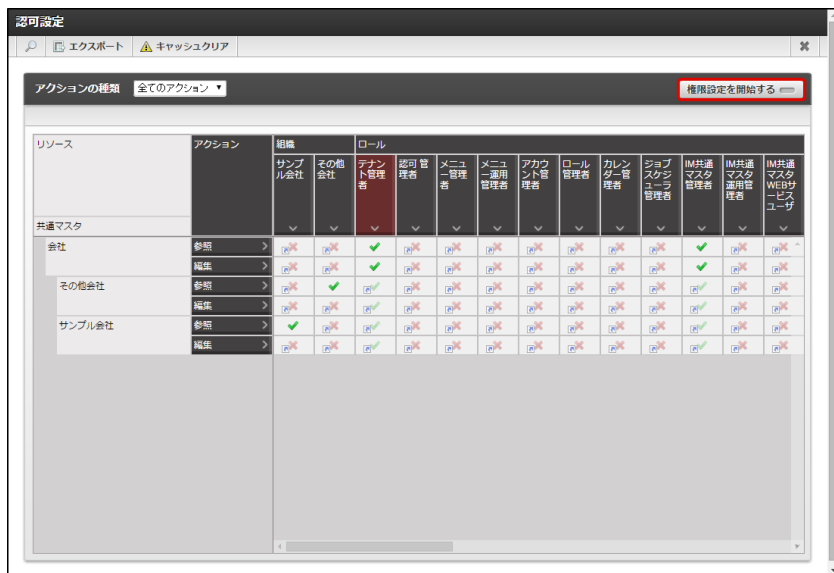 認可設定
エクスポート キャッシュクリア
アクションの種類 全てのアクション 権限設定を開始する
リソース アクション 組織 ロール
サンプル会社 その他会社 テナント管理者 認可管理者 メニュー管理者 メニュー運用管理者 アカウント管理者 ロール管理者 カレンダー管理者 ジョブスケジューラ管理者 IM共通マスタ管理者 IM共通マスタ運用管理者 IM共通マスタWEBサービスユーザ
共通マスタ
会社 参照
編集
その他会社 参照
編集
サンプル会社 参照
編集